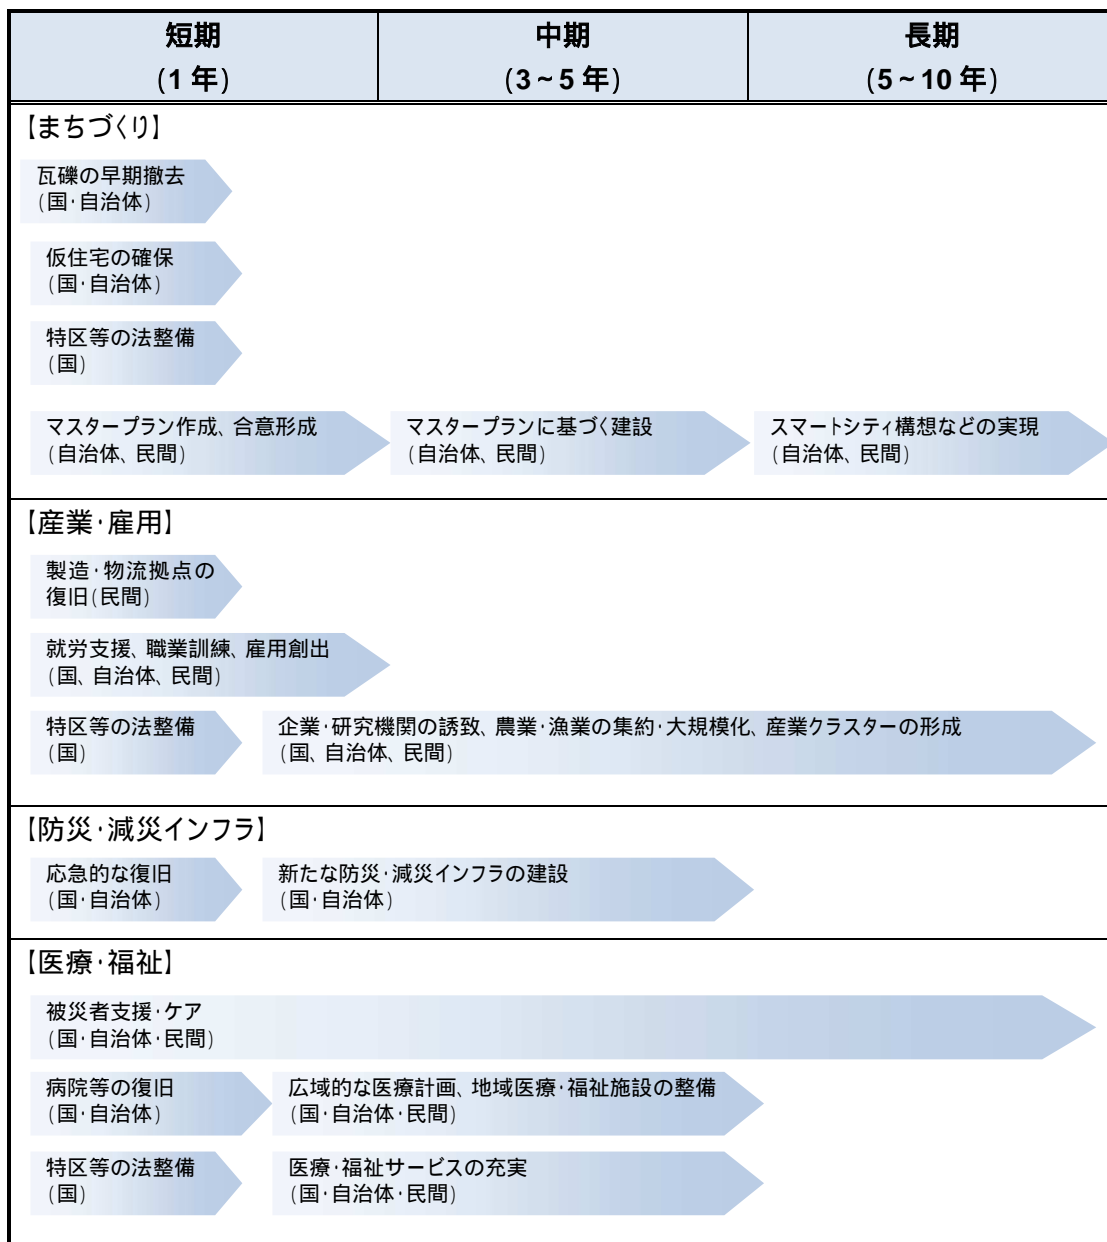 短期
(1 年)
中期
(3~5 年)
長期
(5~10 年)
【まちづくり】
瓦礫の早期撤去
(国・自治体)
仮住宅の確保
(国・自治体)
特区等の法整備
(国)
マスタープラン作成、合意形成
(自治体、民間)
マスタープランに基づく建設
(自治体、民間)
スマートシティ構想などの実現
(自治体、民間)
【産業・雇用】
製造・物流拠点の
復旧(民間)
就労支援、職業訓練、雇用創出
(国、自治体、民間)
特区等の法整備
(国)
企業・研究機関の誘致、農業・漁業の集約・大規模化、産業クラスターの形成
(国、自治体、民間)
【防災・減災インフラ】
応急的な復旧
(国・自治体)
新たな防災・減災インフラの建設
(国・自治体)
【医療・福祉】
被災者支援・ケア
(国・自治体・民間)
病院等の復旧
(国・自治体)
広域的な医療計画、地域医療・福祉施設の整備
(国・自治体・民間)
特区等の法整備
(国)
医療・福祉サービスの充実
(国・自治体・民間)